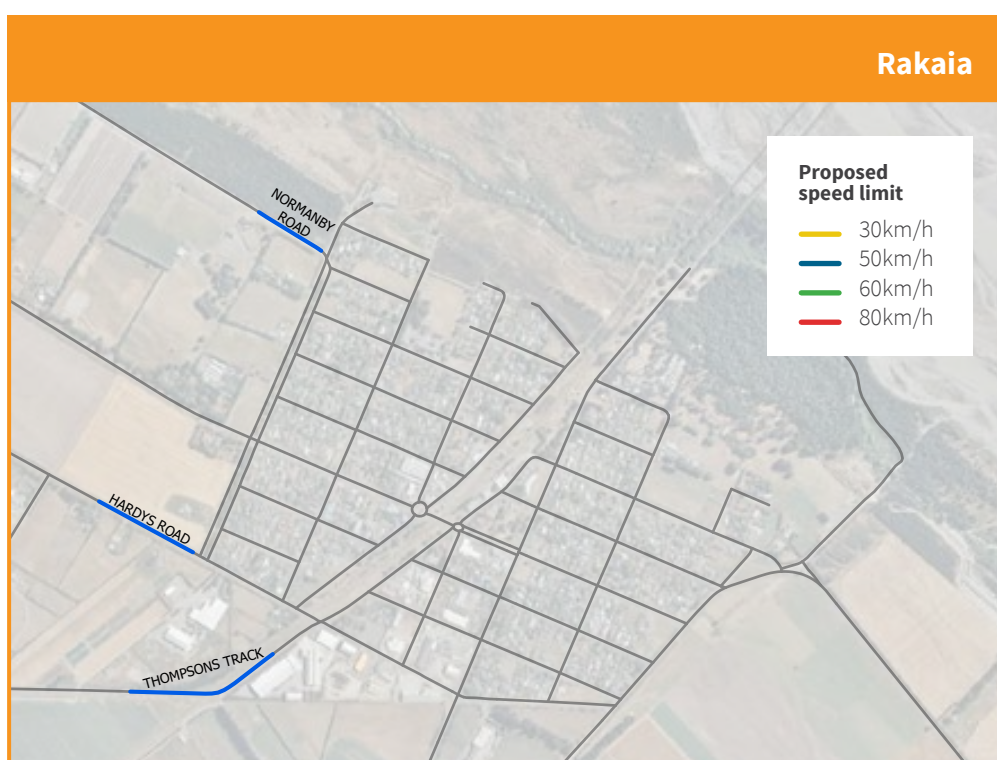 Rakaia
Proposed
speed limit
30km/h
50km/h
60km/h
80km/h
NORMANBY
ROAD
HARDYS ROAD
THOMPSONS TRACK